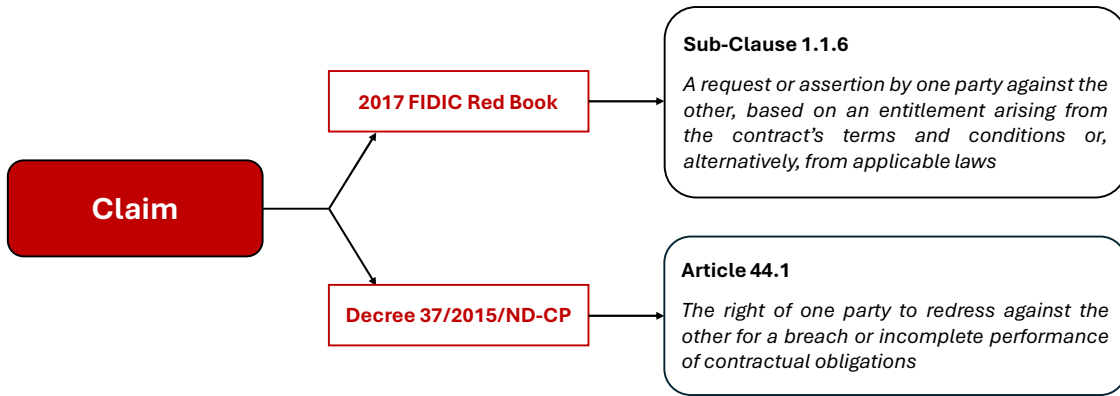 Claim
2017 FIDIC Red Book
Sub-Clause 1.1.6
A request or assertion by one party against the
other, based on an entitlement arising from
the contract’s terms and conditions or,
alternatively, from applicable laws
Decree 37/2015/ND-CP
Article 44.1
The right of one party to redress against the
other for a breach or incomplete performance
of contractual obligations